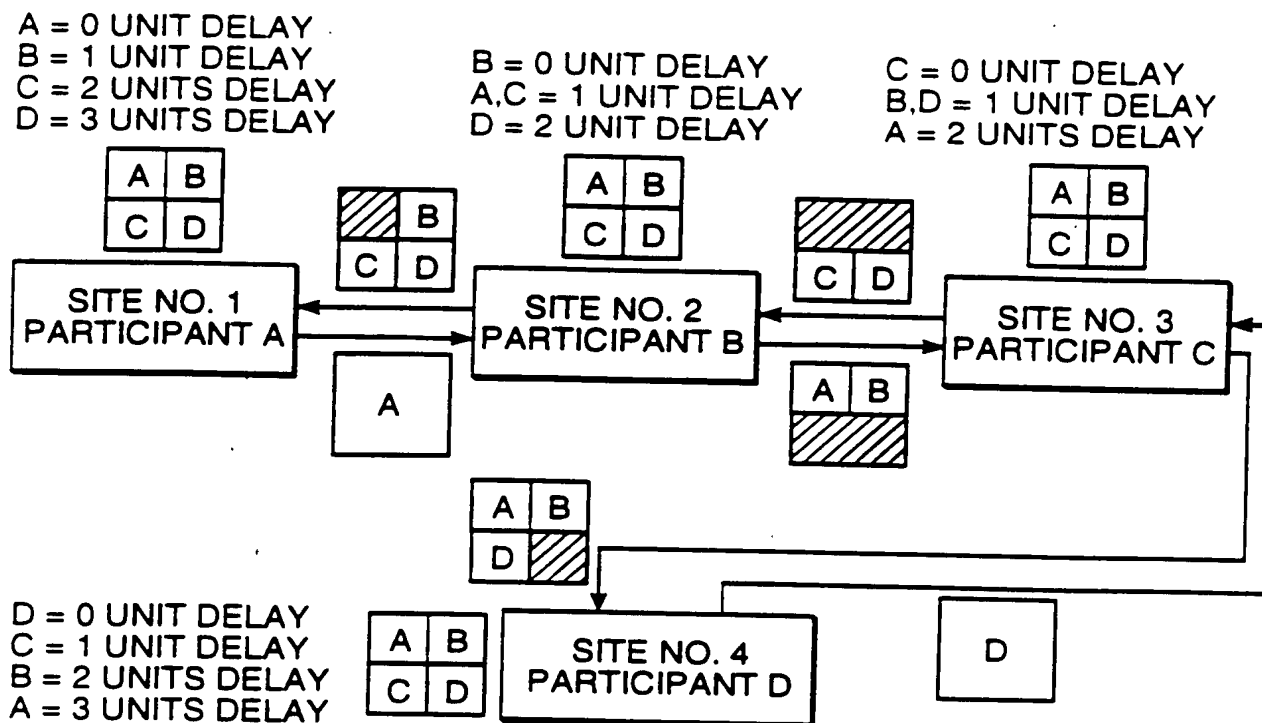 A = 0 UNIT DELAY
B = 1 UNIT DELAY
C = 2 UNITS DELAY
D = 3 UNITS DELAY
B = 0 UNIT DELAY
A,C = 1 UNIT DELAY
D = 2 UNIT DELAY
C = 0 UNIT DELAY
B,D = 1 UNIT DELAY
A = 2 UNITS DELAY
A B
C D
B
C D
A B
C D
C D
A B
C D
SITE NO. 1
PARTICIPANT A
SITE NO. 2
PARTICIPANT B
SITE NO. 3
PARTICIPANT C
A
A B
A B
D
D = 0 UNIT DELAY
C = 1 UNIT DELAY
B = 2 UNITS DELAY
A = 3 UNITS DELAY
A B
C D
SITE NO. 4
PARTICIPANT D
D